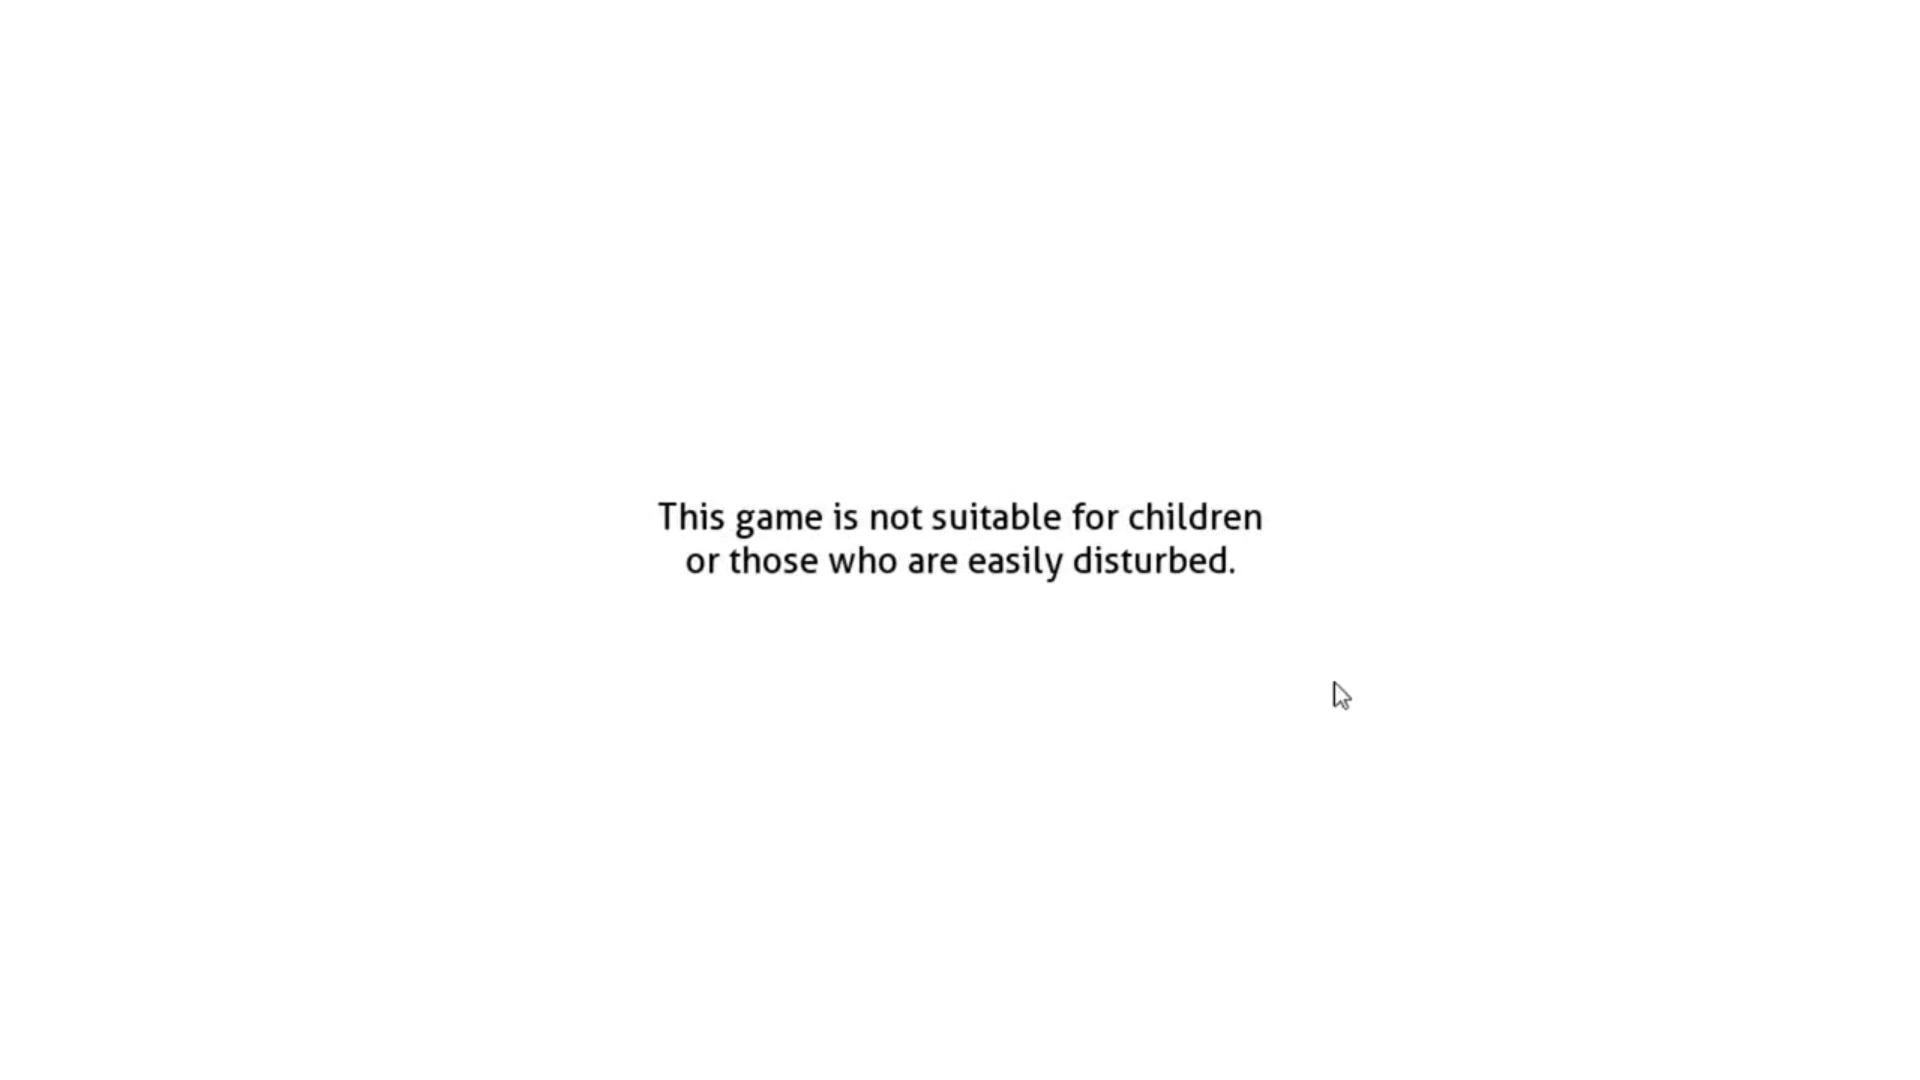 This game is not suitable for children
or those who are easily disturbed.